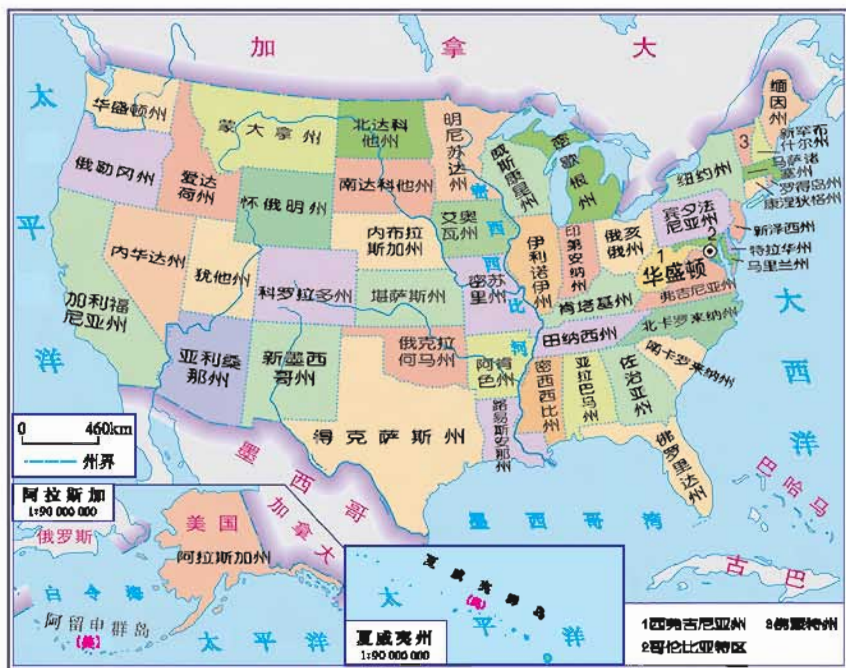 加 拿 大
太 平 洋
华盛顿州
蒙大拿州
北达科他州
明尼苏达州
缅因州
新罕布什尔州
3
马萨诸塞州
罗得岛州
康涅狄格州
纽约州
威斯康星州
密歇根州
俄勒冈州
爱达荷州
怀俄明州
南达科他州
密西西比河
艾奥瓦州
宾夕法尼亚州
新泽西州
内布拉斯加州
伊利诺伊州
印第安纳州
俄亥俄州
2
1
华盛顿
特拉华州
马里兰州
内华达州
犹他州
科罗拉多州
堪萨斯州
密苏里州
肯塔基州
弗吉尼亚州
大 西 洋
加利福尼亚州
亚利桑那州
新墨西哥州
俄克拉何马州
阿肯色州
田纳西州
北卡罗来纳州
南卡罗来纳州
得克萨斯州
路易斯安那州
密西西比州
亚拉巴马州
佐治亚州
佛罗里达州
0 460km
州界
墨西哥
墨 西 哥 湾
巴哈马
古 巴
阿拉斯加
1:90 000 000
俄罗斯
美国
阿拉斯加州
加拿大
白令海
阿留申群岛
(美)
太 平 洋
夏威夷群岛
(美)
太 平 洋
夏威夷州
1:90 000 000
1西弗吉尼亚州 3佛蒙特州
2哥伦比亚特区